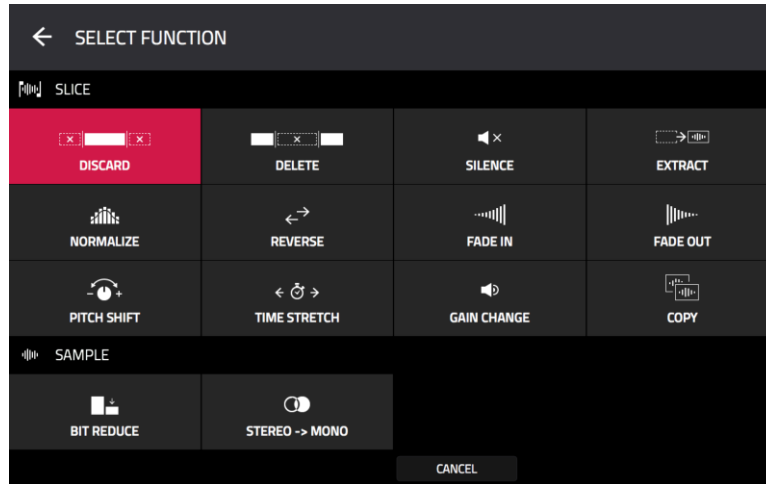 SELECT FUNCTION
SLICE
DISCARD DELETE SILENCE EXTRACT
NORMALIZE REVERSE FADE IN FADE OUT
PITCH SHIFT TIME STRETCH GAIN CHANGE COPY
SAMPLE
BIT REDUCE STEREO -> MONO
CANCEL